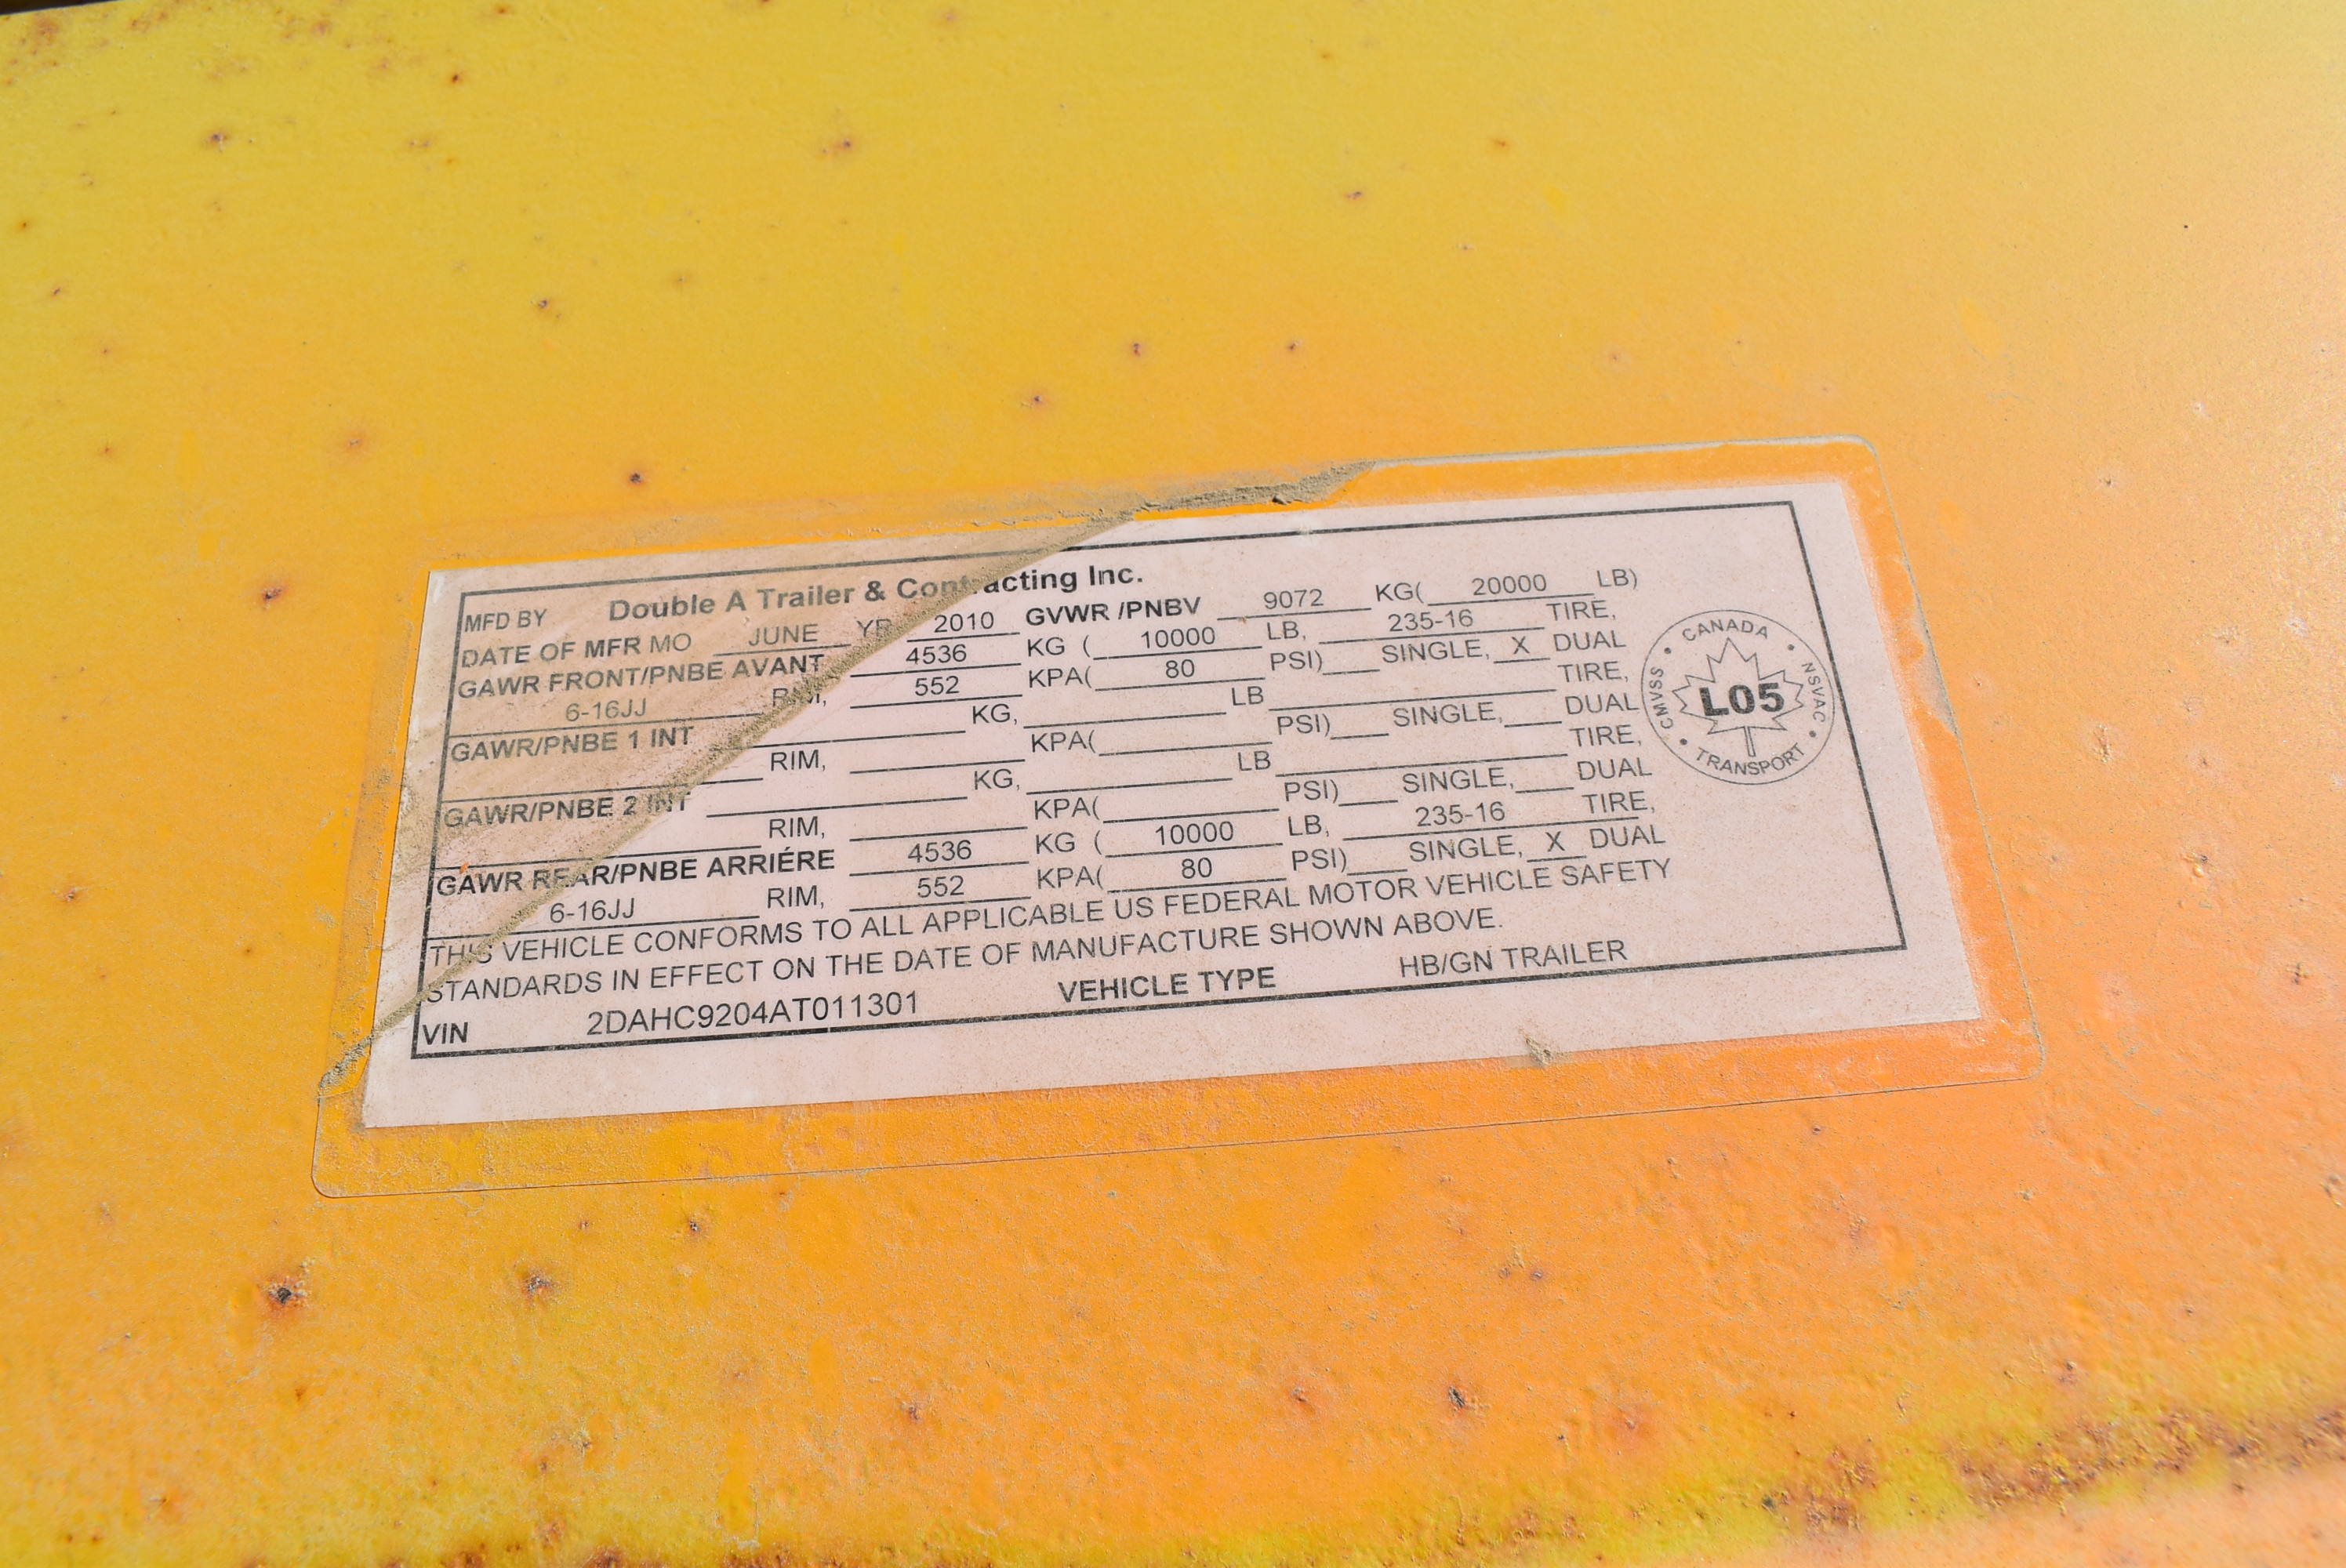 MFD BY Double A Trailer & Contracting Inc.
DATE OF MFR MO JUNE YR 2010 GVWR /PNBV 9072 KG( 20000 LB)
GAWR FRONT/PNBE AVANT 4536 KG ( 10000 LB, 235-16 TIRE,
6-16JJ RIM, 552 KPA( 80 PSI) SINGLE, X DUAL
GAWR/PNBE 1 INT KG, LB TIRE,
RIM, KPA( PSI) SINGLE, DUAL
GAWR/PNBE 2 INT KG, LB TIRE,
RIM, KPA( PSI) SINGLE, DUAL
GAWR REAR/PNBE ARRIÉRE 4536 KG ( 10000 LB, 235-16 TIRE,
6-16JJ RIM, 552 KPA( 80 PSI) SINGLE, X DUAL
THIS VEHICLE CONFORMS TO ALL APPLICABLE US FEDERAL MOTOR VEHICLE SAFETY
STANDARDS IN EFFECT ON THE DATE OF MANUFACTURE SHOWN ABOVE.
VIN 2DAHC9204AT011301 VEHICLE TYPE HB/GN TRAILER
CANADA
CMVSS
L05
NSVAC
TRANSPORT